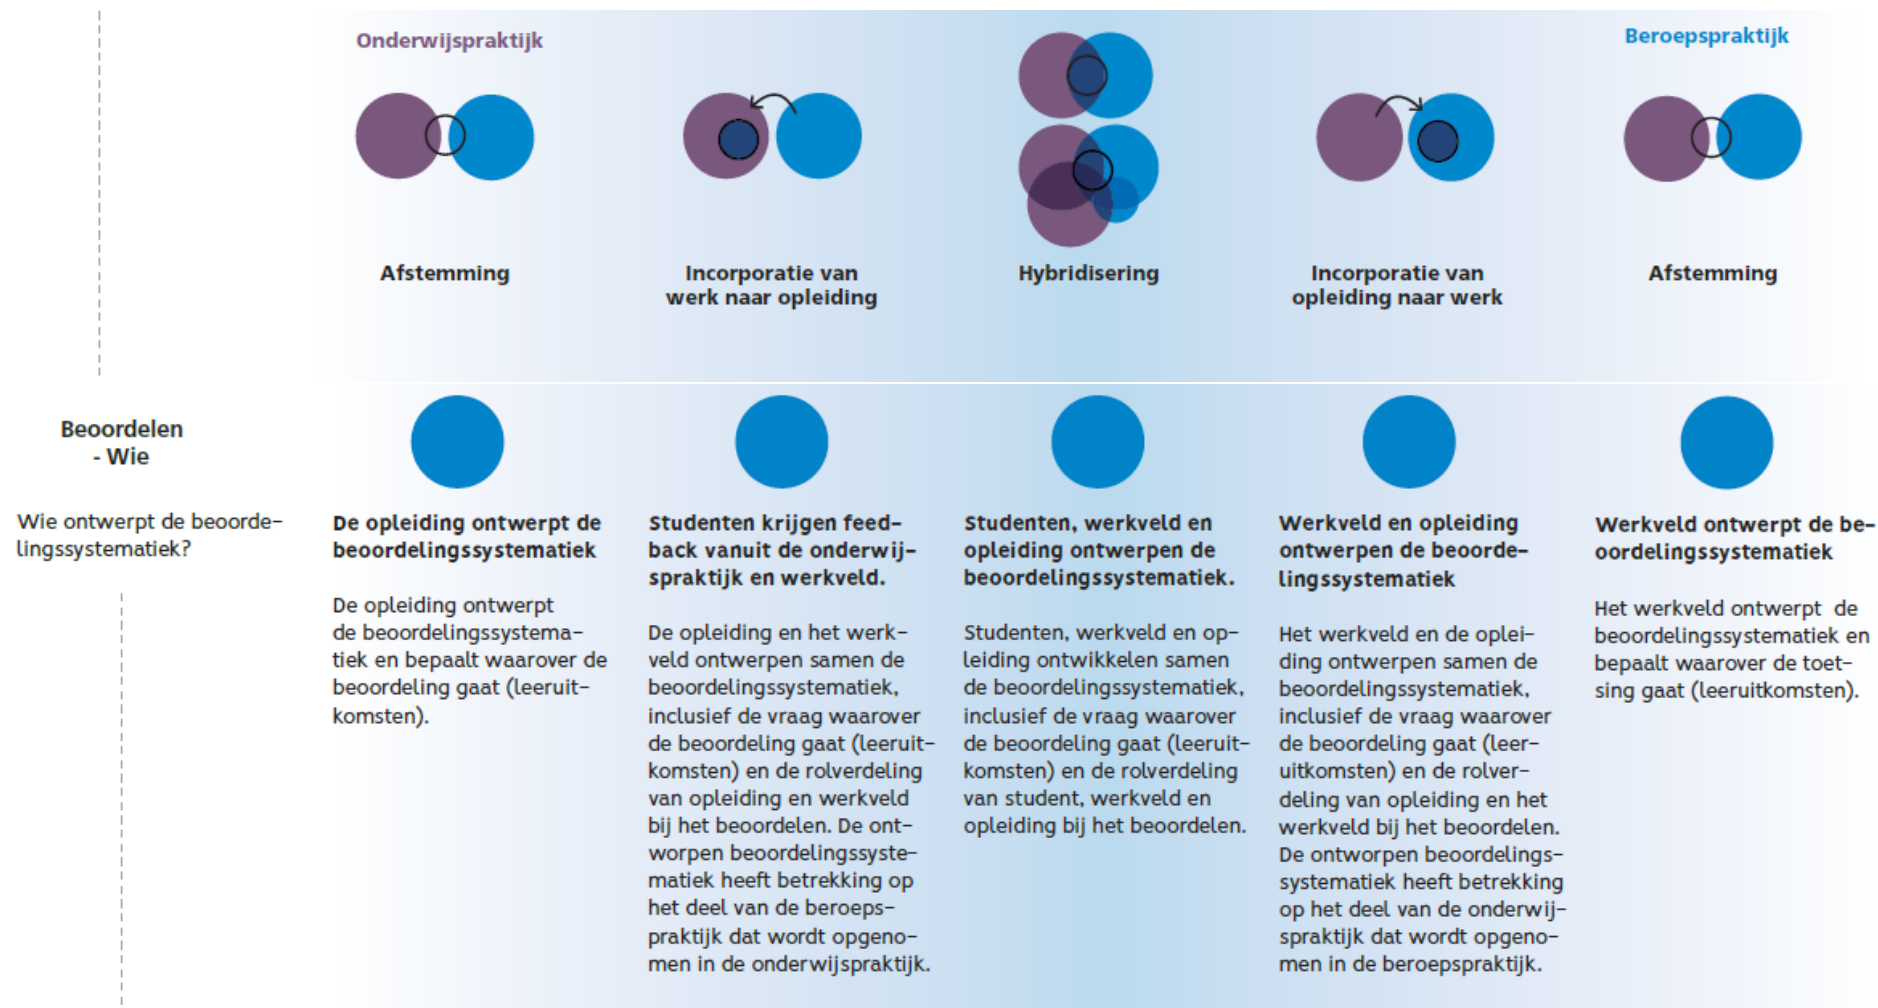 Onderwijspraktijk
Beroepspraktijk
Afstemming
Incorporatie van
werk naar opleiding
Hybridisering
Incorporatie van
opleiding naar werk
Afstemming
Beoordelen
- Wie
Wie ontwerpt de beoorde-
lingssystematiek?
De opleiding ontwerpt de
beoordelingssystematiek
De opleiding ontwerpt
de beoordelingssystema-
tiek en bepaalt waarover de
beoordeling gaat (leeruit-
komsten).
Studenten krijgen feed-
back vanuit de onderwij-
spraktijk en werkveld.
De opleiding en het werk-
veld ontwerpen samen de
beoordelingssystematiek,
inclusief de vraag waarover
de beoordeling gaat (leeruit-
komsten) en de rolverdeling
van opleiding en werkveld
bij het beoordelen. De ont-
worpen beoordelingssyste-
matiek heeft betrekking op
het deel van de beroeps-
praktijk dat wordt opgeno-
men in de onderwijspraktijk.
Studenten, werkveld en
opleiding ontwerpen de
beoordelingssystematiek.
Studenten, werkveld en op-
leiding ontwikkelen samen
de beoordelingssystematiek,
inclusief de vraag waarover
de beoordeling gaat (leeruit-
komsten) en de rolverdeling
van student, werkveld en
opleiding bij het beoordelen.
Werkveld en opleiding
ontwerpen de beoorde-
lingssystematiek
Het werkveld en de oplei-
ding ontwerpen samen de
beoordelingssystematiek,
inclusief de vraag waarover
de beoordeling gaat (leer-
uitkomsten) en de rolver-
deling van opleiding en het
werkveld bij het beoordelen.
De ontworpen beoordelings-
systematiek heeft betrekking
op het deel van de onderwij-
spraktijk dat wordt opgeno-
men in de beroepspraktijk.
Werkveld ontwerpt de be-
oordelingssystematiek
Het werkveld ontwerpt de
beoordelingssystematiek en
bepaalt waarover de toet-
sing gaat (leeruitkomsten).